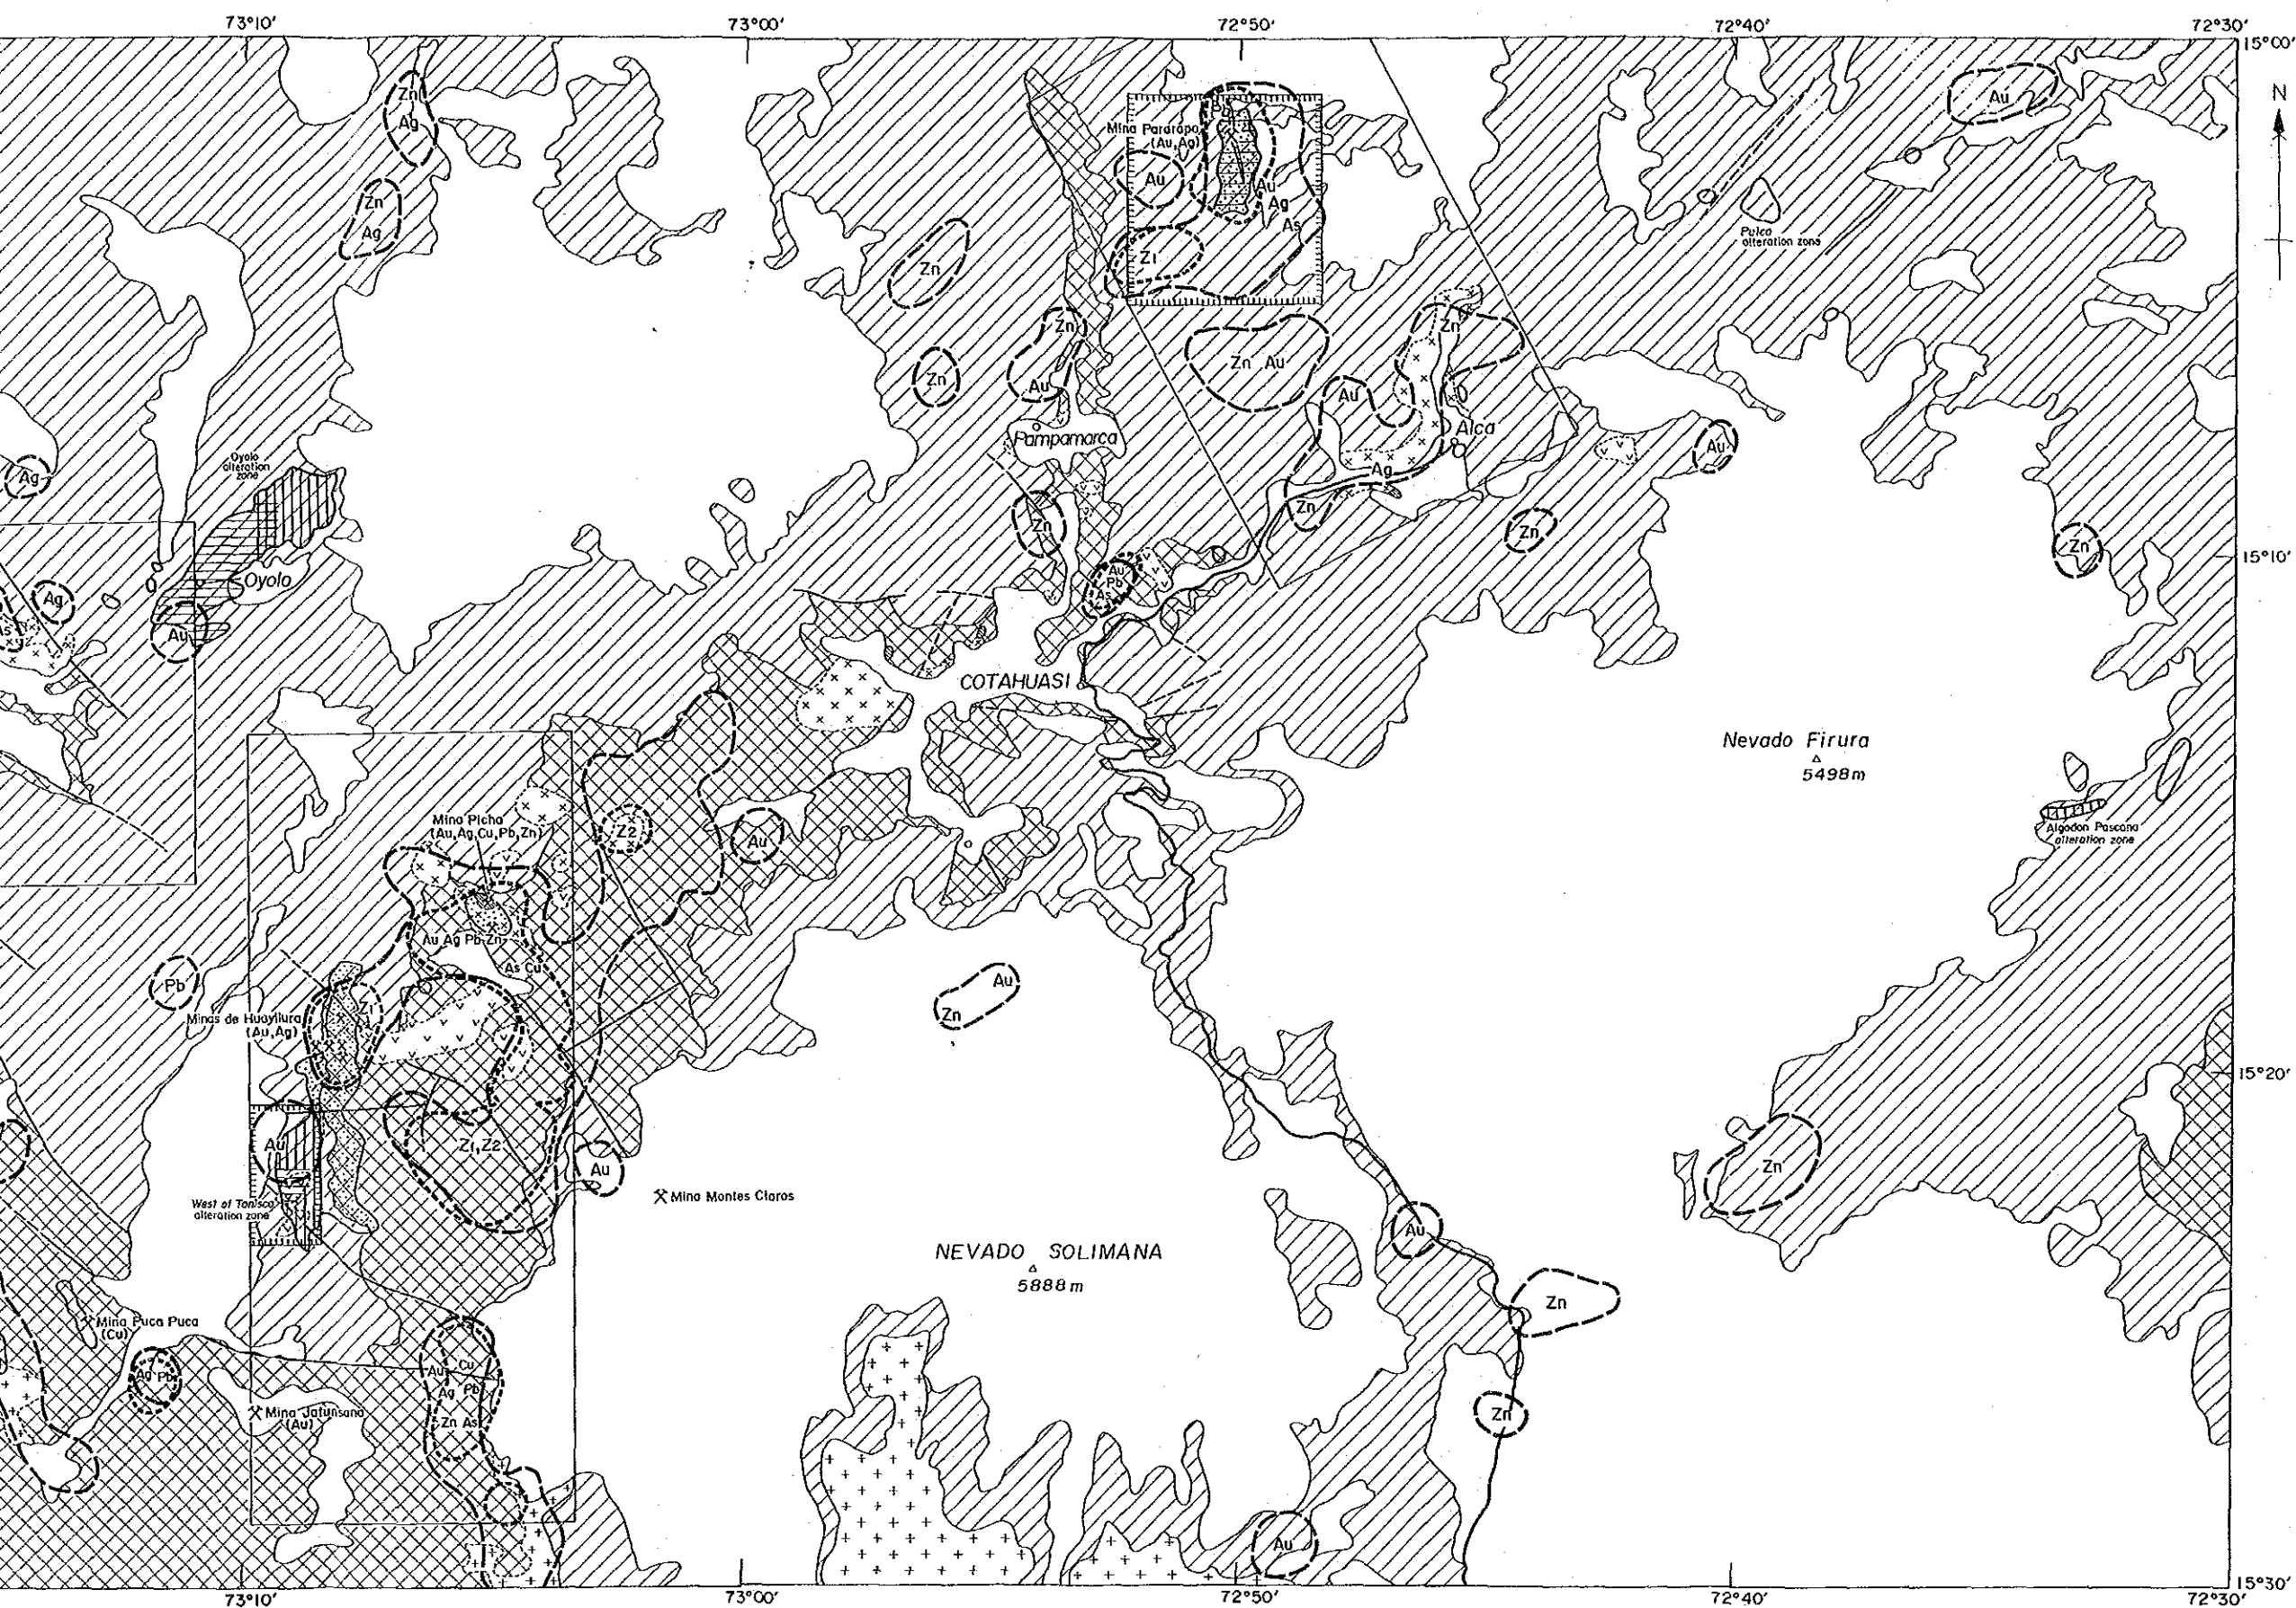 73°10′ 73°00′ 72°50′ 72°40′ 72°30′
15°00′
N
Zn
Ag
Au
Pb
Mina Pararapa
(Au, Ag)
Au
Au
Ag
As
Zn
Ag
Pulca
alteration zone
Z1
Zn
Zn
Zn
Zn Au
Zn
Au
Au
Pampamarca
Alca
Au
Oyolo
alteration
zone
Ag
Ag
Zn
Zn
Zn
Zn
15°10′
Au
Pb
As
Oyolo
Ag
As
Au
COTAHUASI
Nevado Firura
5498m
Mina Picha
(Au, Ag, Cu, Pb, Zn)
Z2
Au
Algodon Pascana
alteration zone
Au Ag Pb Zn
As Cu
Au
Zn
Pb
Z1
Minas de Huayllura
(Au, Ag)
15°20′
Au
Z1, Z2
Au
Zn
Mina Montes Claros
West of Tanisca
alteration zone
Au
NEVADO SOLIMANA
5888m
Zn
Mina Puca Puca
(Cu)
Ag Pb
Au
Cu
Ag Pb
Zn As
Mina Jatunsana
(Au)
Zn
Au
15°30′
73°10′ 73°00′ 72°50′ 72°40′ 72°30′